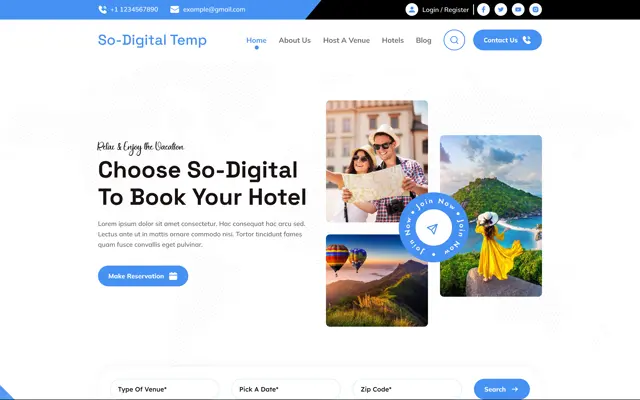 +1 1234567890
example@gmail.com
Login / Register
So-Digital Temp
Home
About Us
Host A Venue
Hotels
Blog
Contact Us
Relax & Enjoy the Vacation
Choose So-Digital
To Book Your Hotel
Lorem ipsum dolor sit amet consectetur. Hac consequat hac arcu sed.
Lectus ante ut in mattis ornare commodo nisi. Tortor tincidunt fames
quam fusce convallis eget pulvinar.
Make Reservation
Join Now • Join Now • Join Now •
Type Of Venue*
Pick A Date*
Zip Code*
Search